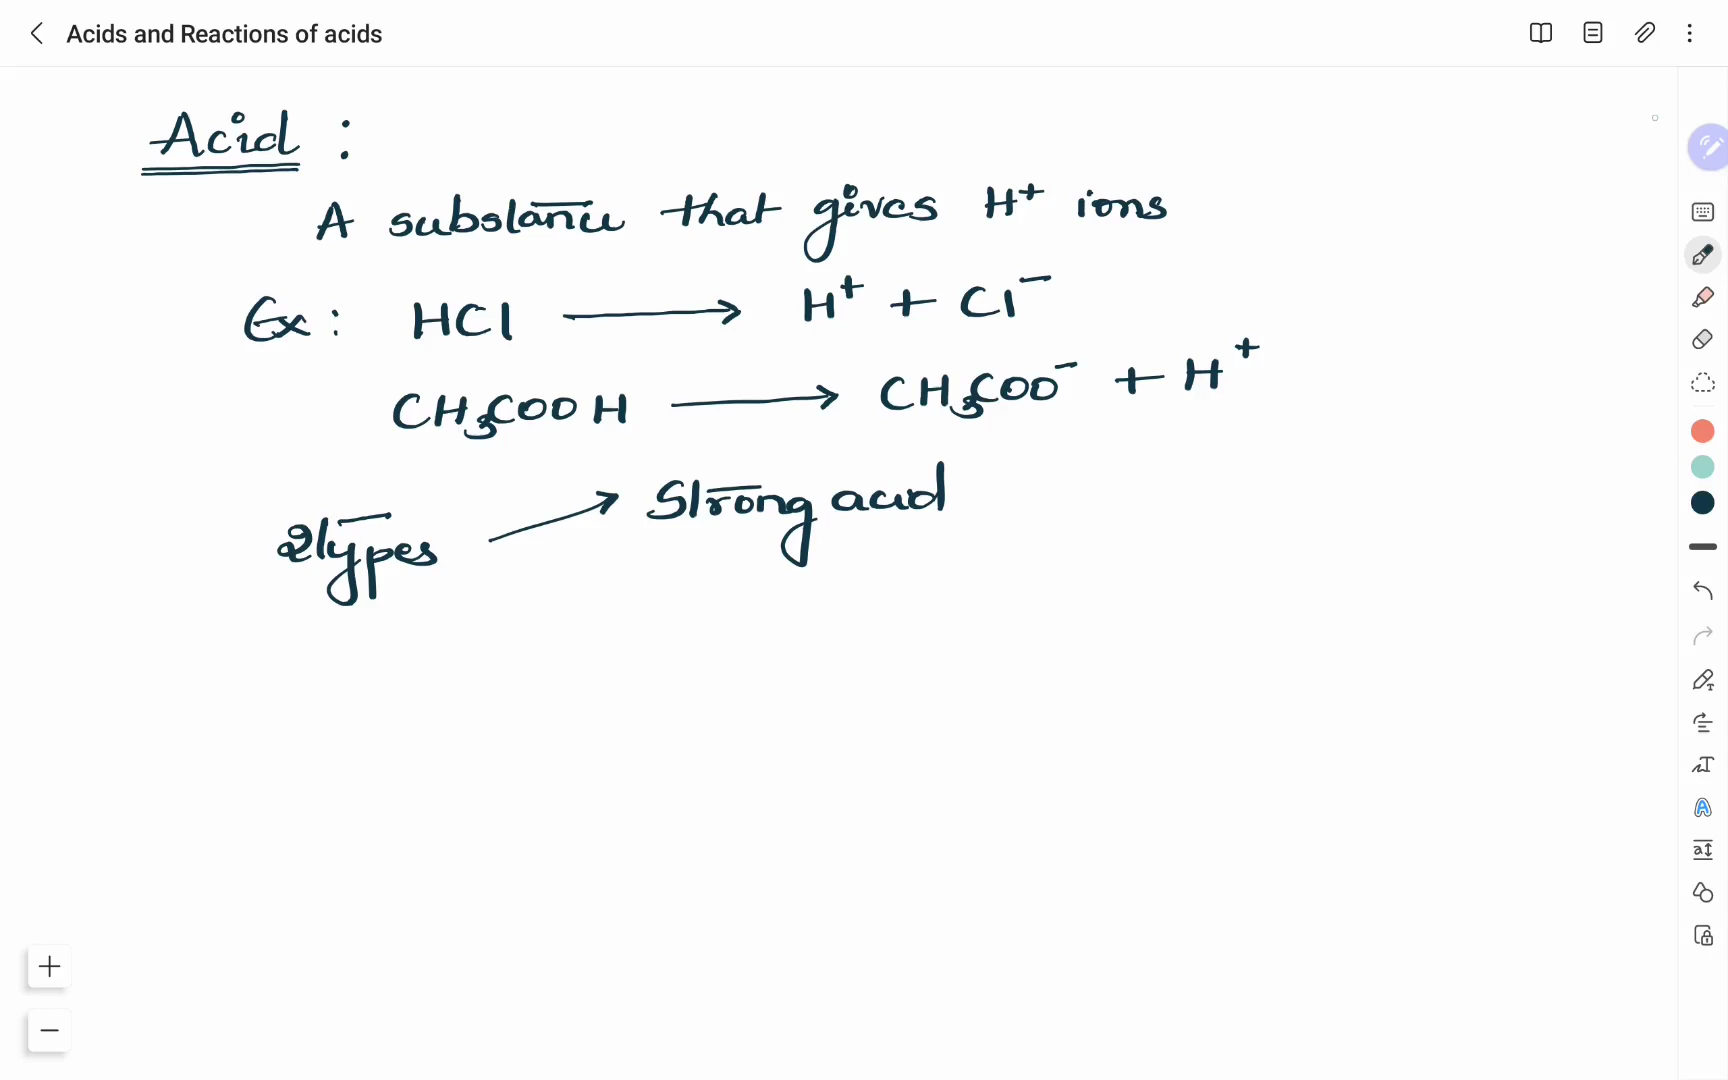 Acids and Reactions of acids
Acid :
A substance that gives H⁺ ions
Ex : HCl ⟶ H⁺ + Cl⁻
CH₃COOH ⟶ CH₃COO⁻ + H⁺
2types ⟶ Strong acid